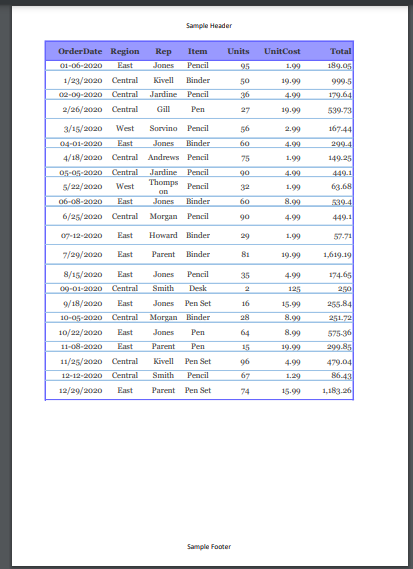 Sample Header
OrderDate Region Rep Item Units UnitCost Total
01-06-2020 East Jones Pencil 95 1.99 189.05
1/23/2020 Central Kivell Binder 50 19.99 999.5
02-09-2020 Central Jardine Pencil 36 4.99 179.64
2/26/2020 Central Gill Pen 27 19.99 539.73
3/15/2020 West Sorvino Pencil 56 2.99 167.44
04-01-2020 East Jones Binder 60 4.99 299.4
4/18/2020 Central Andrews Pencil 75 1.99 149.25
05-05-2020 Central Jardine Pencil 90 4.99 449.1
5/22/2020 West Thomps
on Pencil 32 1.99 63.68
06-08-2020 East Jones Binder 60 8.99 539.4
6/25/2020 Central Morgan Pencil 90 4.99 449.1
07-12-2020 East Howard Binder 29 1.99 57.71
7/29/2020 East Parent Binder 81 19.99 1,619.19
8/15/2020 East Jones Pencil 35 4.99 174.65
09-01-2020 Central Smith Desk 2 125 250
9/18/2020 East Jones Pen Set 16 15.99 255.84
10-05-2020 Central Morgan Binder 28 8.99 251.72
10/22/2020 East Jones Pen 64 8.99 575.36
11-08-2020 East Parent Pen 15 19.99 299.85
11/25/2020 Central Kivell Pen Set 96 4.99 479.04
12-12-2020 Central Smith Pencil 67 1.29 86.43
12/29/2020 East Parent Pen Set 74 15.99 1,183.26
Sample Footer